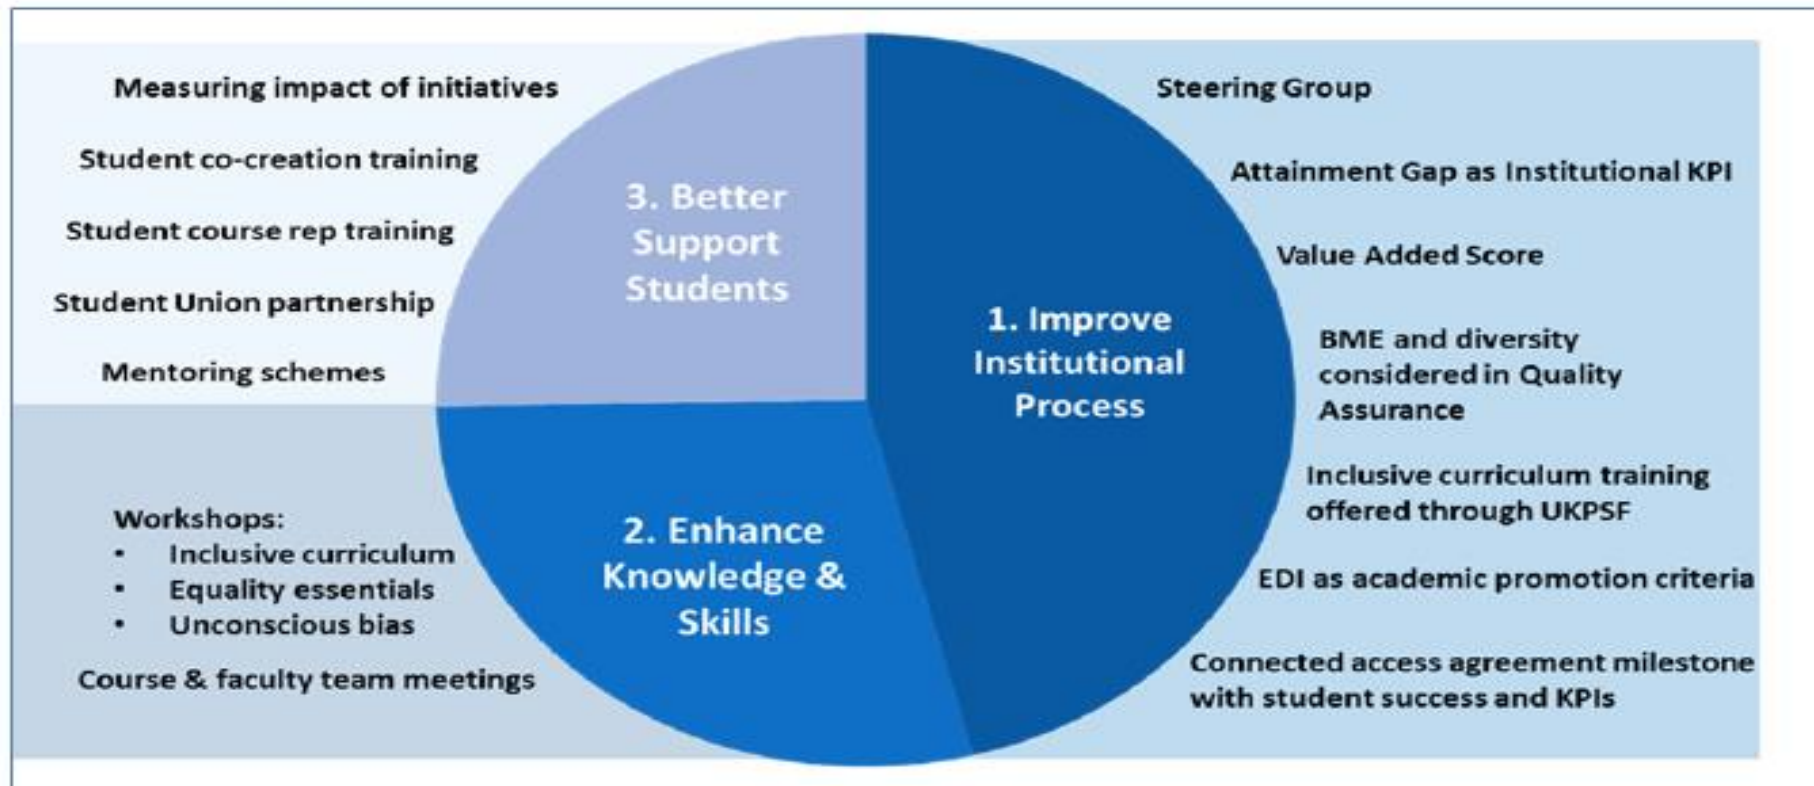 Measuring impact of initiatives
Student co-creation training
Student course rep training
Student Union partnership
Mentoring schemes
3. Better
Support
Students
Steering Group
Attainment Gap as Institutional KPI
Value Added Score
BME and diversity
considered in Quality
Assurance
Inclusive curriculum training
offered through UKPSF
EDI as academic promotion criteria
Connected access agreement milestone
with student success and KPIs
1. Improve
Institutional
Process
Workshops:
• Inclusive curriculum
• Equality essentials
• Unconscious bias
Course & faculty team meetings
2. Enhance
Knowledge &
Skills